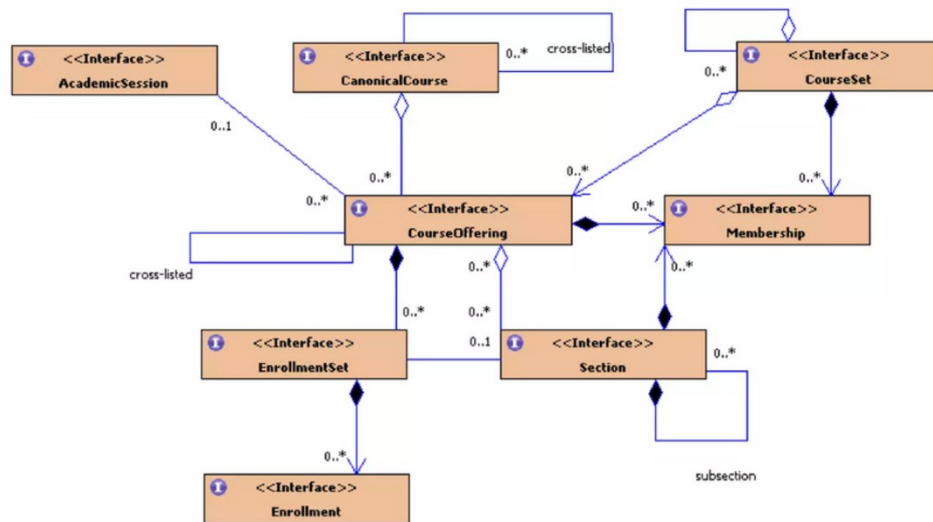 <<Interface>>
AcademicSession
<<Interface>>
CanonicalCourse
0..*
cross-listed
<<Interface>>
CourseSet
0..*
0..1
0..*
0..*
0..*
0..*
<<Interface>>
CourseOffering
0..*
<<Interface>>
Membership
cross-listed
0..*
0..*
0..*
0..*
0..1
<<Interface>>
EnrollmentSet
<<Interface>>
Section
0..*
0..*
subsection
<<Interface>>
Enrollment